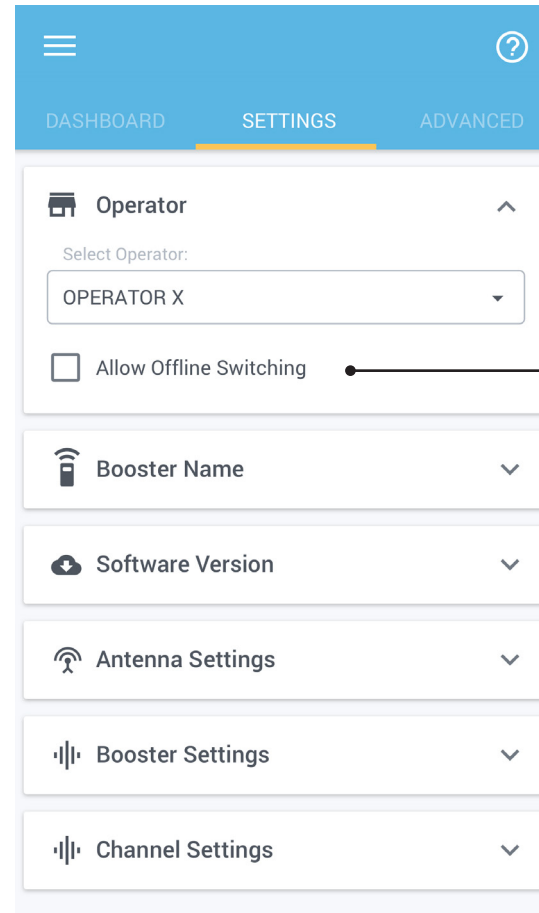 DASHBOARD SETTINGS ADVANCED
Operator
Select Operator:
OPERATOR X
Allow Offline Switching
Booster Name
Software Version
Antenna Settings
Booster Settings
Channel Settings